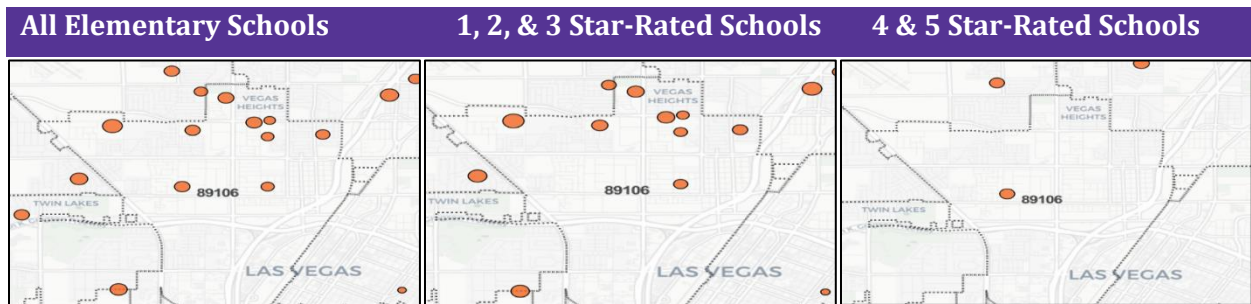 All Elementary Schools
1, 2, & 3 Star-Rated Schools
4 & 5 Star-Rated Schools
VEGAS
HEIGHTS
89106
TWIN LAKES
LAS VEGAS
VEGAS
HEIGHTS
89106
TWIN LAKES
LAS VEGAS
VEGAS
HEIGHTS
89106
TWIN LAKES
LAS VEGAS